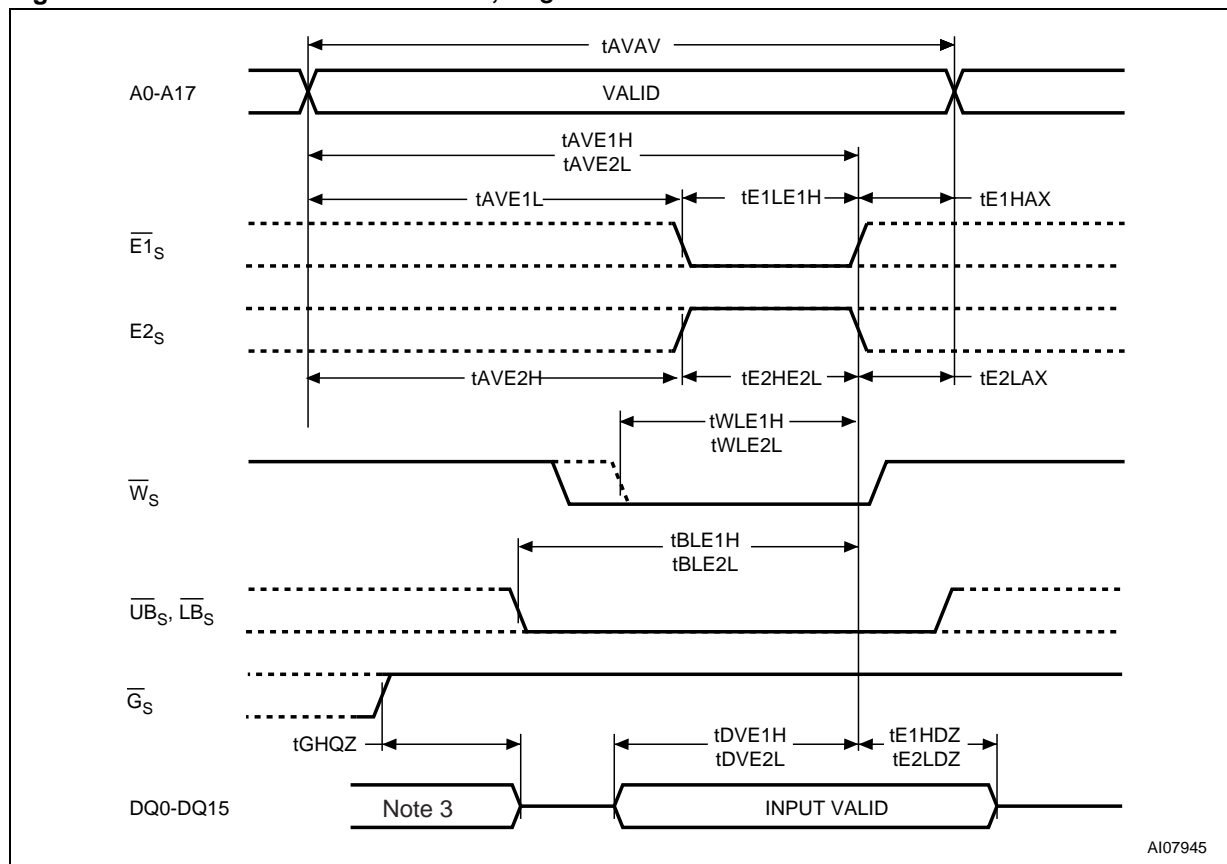 tAVAV
A0-A17
VALID
tAVE1H
tAVE2L
tAVE1L
tE1LE1H
tE1HAX
E1S
E2S
tAVE2H
tE2HE2L
tE2LAX
tWLE1H
tWLE2L
WS
tBLE1H
tBLE2L
UBS, LBS
GS
tGHQZ
tDVE1H
tDVE2L
tE1HDZ
tE2LDZ
DQ0-DQ15
Note 3
INPUT VALID
AI07945